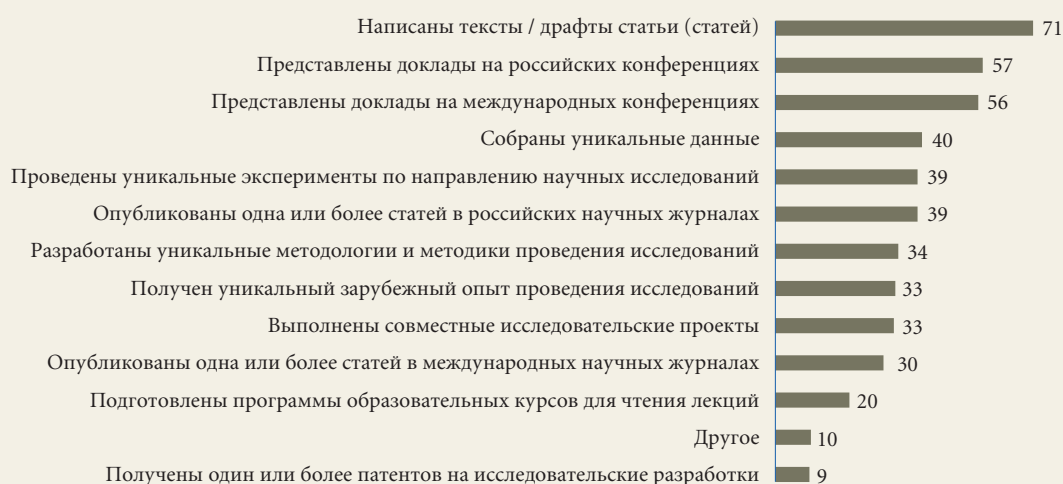 Написаны тексты / драфты статьи (статей) 71
Представлены доклады на российских конференциях 57
Представлены доклады на международных конференциях 56
Собраны уникальные данные 40
Проведены уникальные эксперименты по направлению научных исследований 39
Опубликованы одна или более статей в российских научных журналах 39
Разработаны уникальные методологии и методики проведения исследований 34
Получен уникальный зарубежный опыт проведения исследований 33
Выполнены совместные исследовательские проекты 33
Опубликованы одна или более статей в международных научных журналах 30
Подготовлены программы образовательных курсов для чтения лекций 20
Другое 10
Получены один или более патентов на исследовательские разработки 9